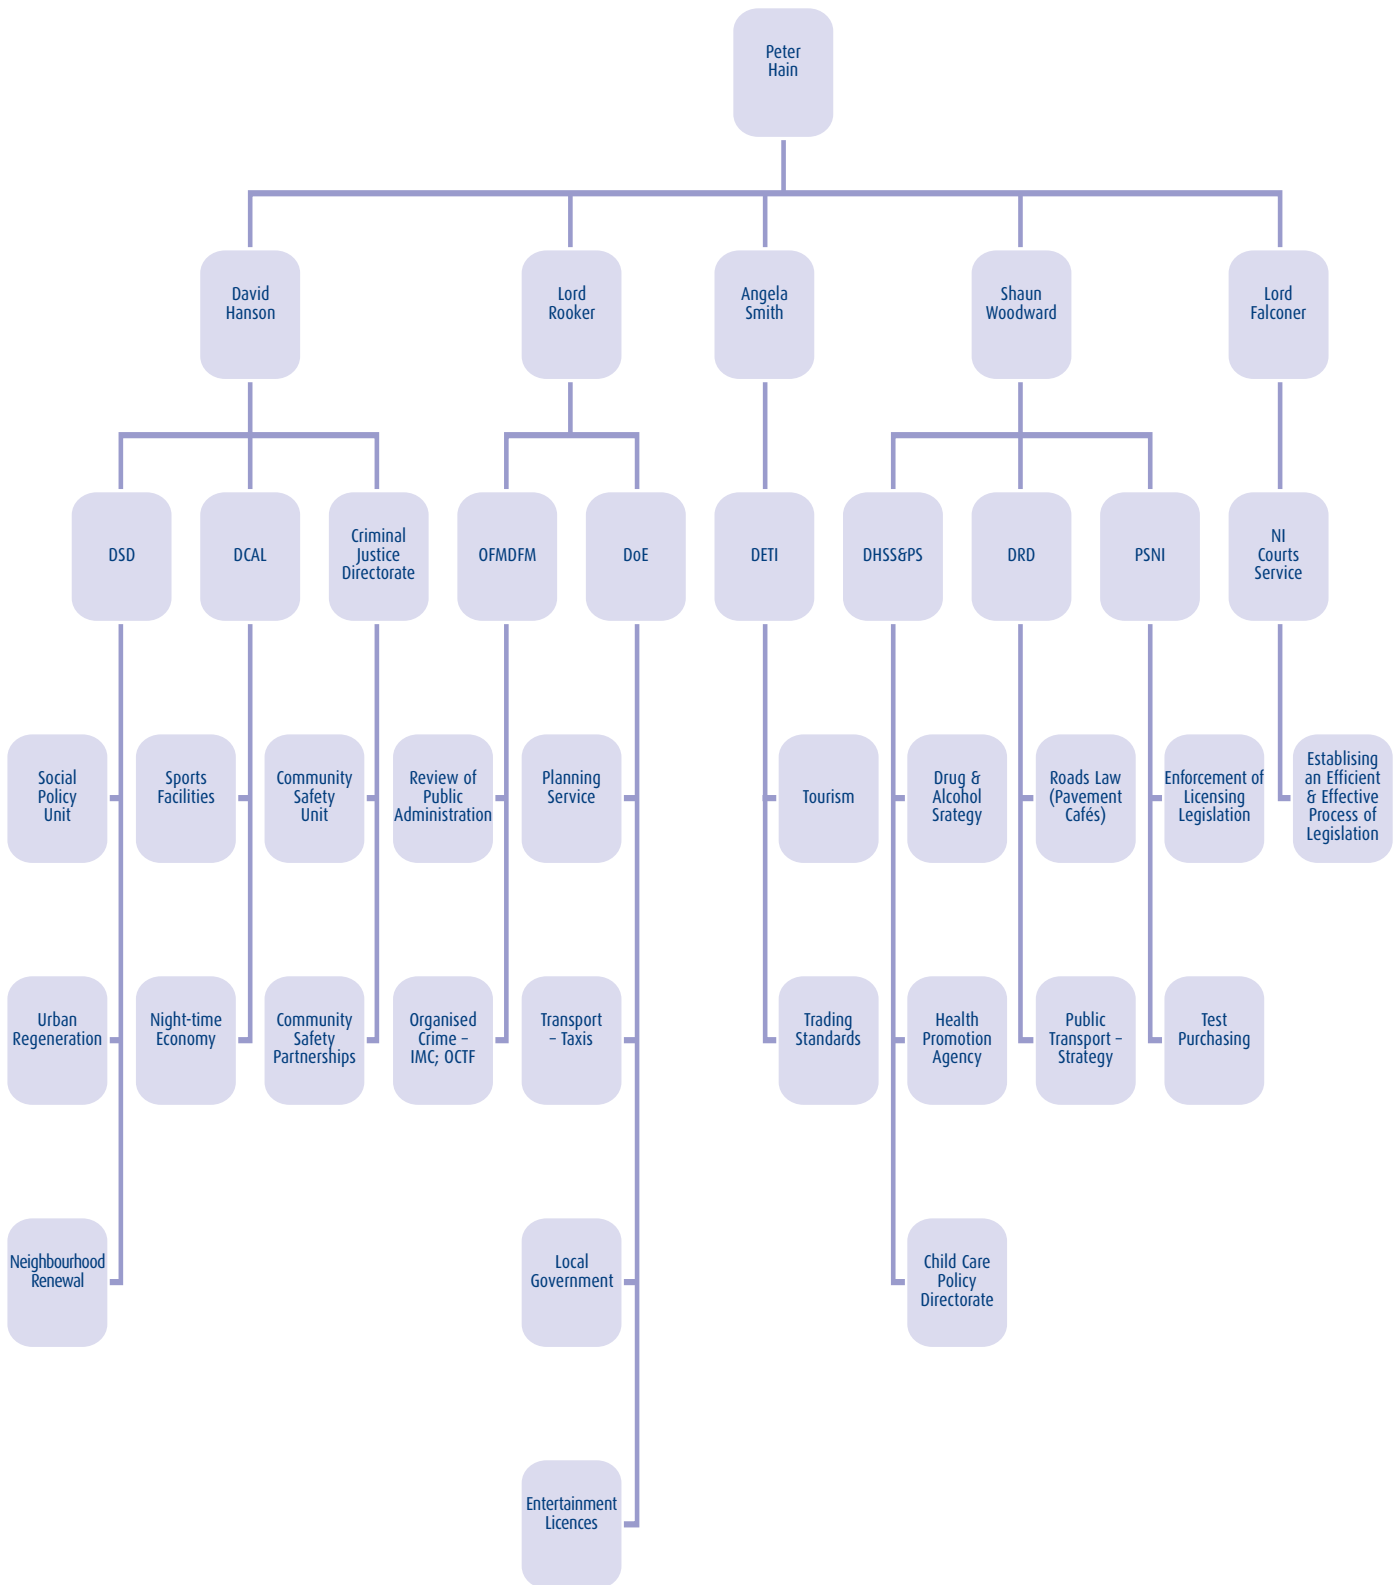 Peter
Hain
David
Hanson
Lord
Rooker
Angela
Smith
Shaun
Woodward
Lord
Falconer
DSD
DCAL
Criminal
Justice
Directorate
OFMDFM
DoE
DETI
DHSS&PS
DRD
PSNI
NI
Courts
Service
Social
Policy
Unit
Sports
Facilities
Community
Safety
Unit
Review of
Public
Administration
Planning
Service
Tourism
Drug &
Alcohol
Srategy
Roads Law
(Pavement
Cafés)
Enforcement of
Licensing
Legislation
Establising
an Efficient
& Effective
Process of
Legislation
Urban
Regeneration
Night-time
Economy
Community
Safety
Partnerships
Organised
Crime –
IMC; OCTF
Transport
– Taxis
Trading
Standards
Health
Promotion
Agency
Public
Transport –
Strategy
Test
Purchasing
Neighbourhood
Renewal
Local
Government
Child Care
Policy
Directorate
Entertainment
Licences